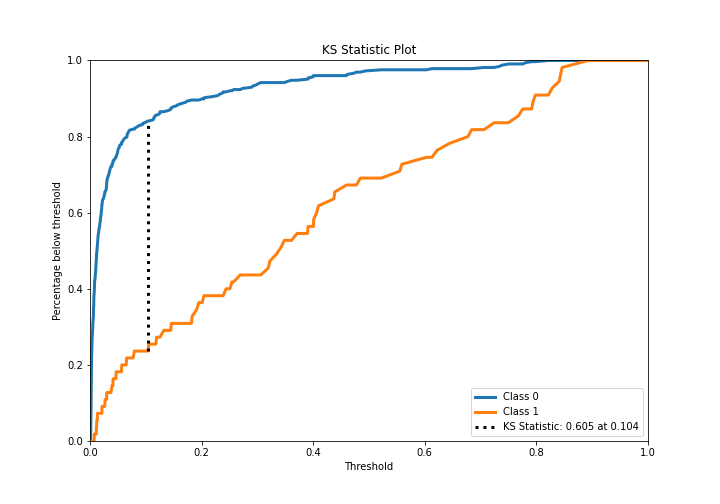 KS Statistic Plot
1.0
0.8
0.6
0.4
0.2
0.0
Percentage below threshold
0.0 0.2 0.4 0.6 0.8 1.0
Threshold
Class 0
Class 1
KS Statistic: 0.605 at 0.104